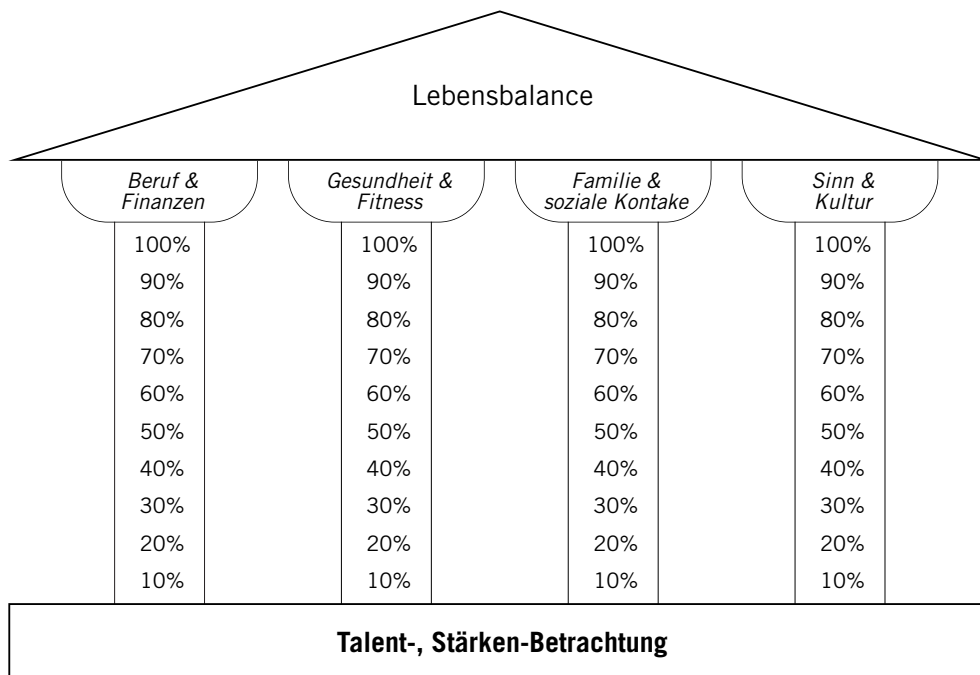 Lebensbalance
Beruf &
Finanzen
Gesundheit &
Fitness
Familie &
soziale Kontake
Sinn &
Kultur
100% 100% 100% 100%
90% 90% 90% 90%
80% 80% 80% 80%
70% 70% 70% 70%
60% 60% 60% 60%
50% 50% 50% 50%
40% 40% 40% 40%
30% 30% 30% 30%
20% 20% 20% 20%
10% 10% 10% 10%
Talent-, Stärken-Betrachtung